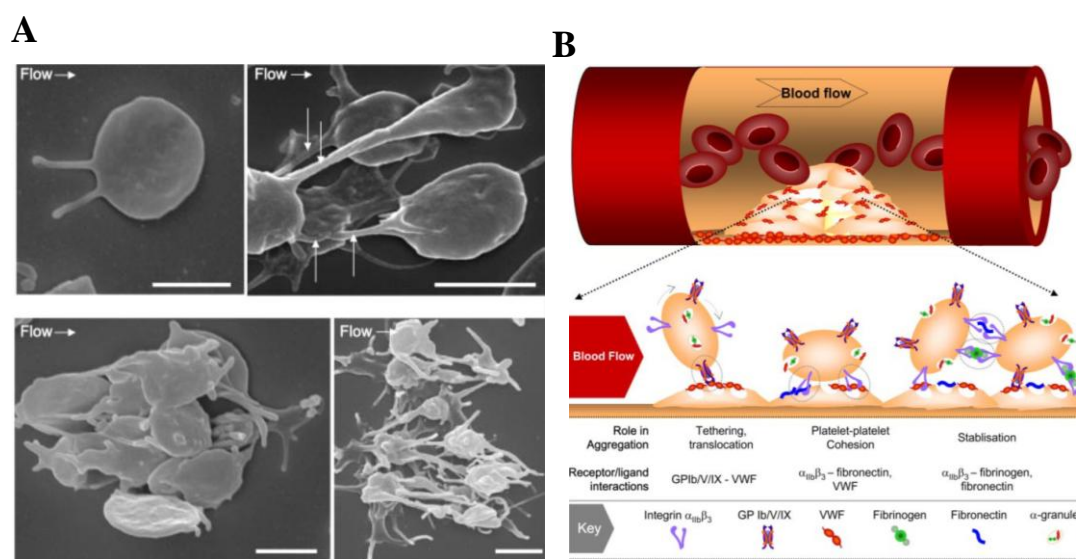 A
Flow →
Flow →
Flow →
Flow →
B
Blood flow
Blood Flow
Role in Aggregation
Tethering, translocation
Platelet-platelet Cohesion
Stablisation
Receptor/ligand interactions
GPIb/V/IX - VWF
αIIbβ3 – fibronectin, VWF
αIIbβ3 – fibrinogen, fibronectin
Key
Integrin αIIbβ3
GP Ib/V/IX
VWF
Fibrinogen
Fibronectin
α-granule